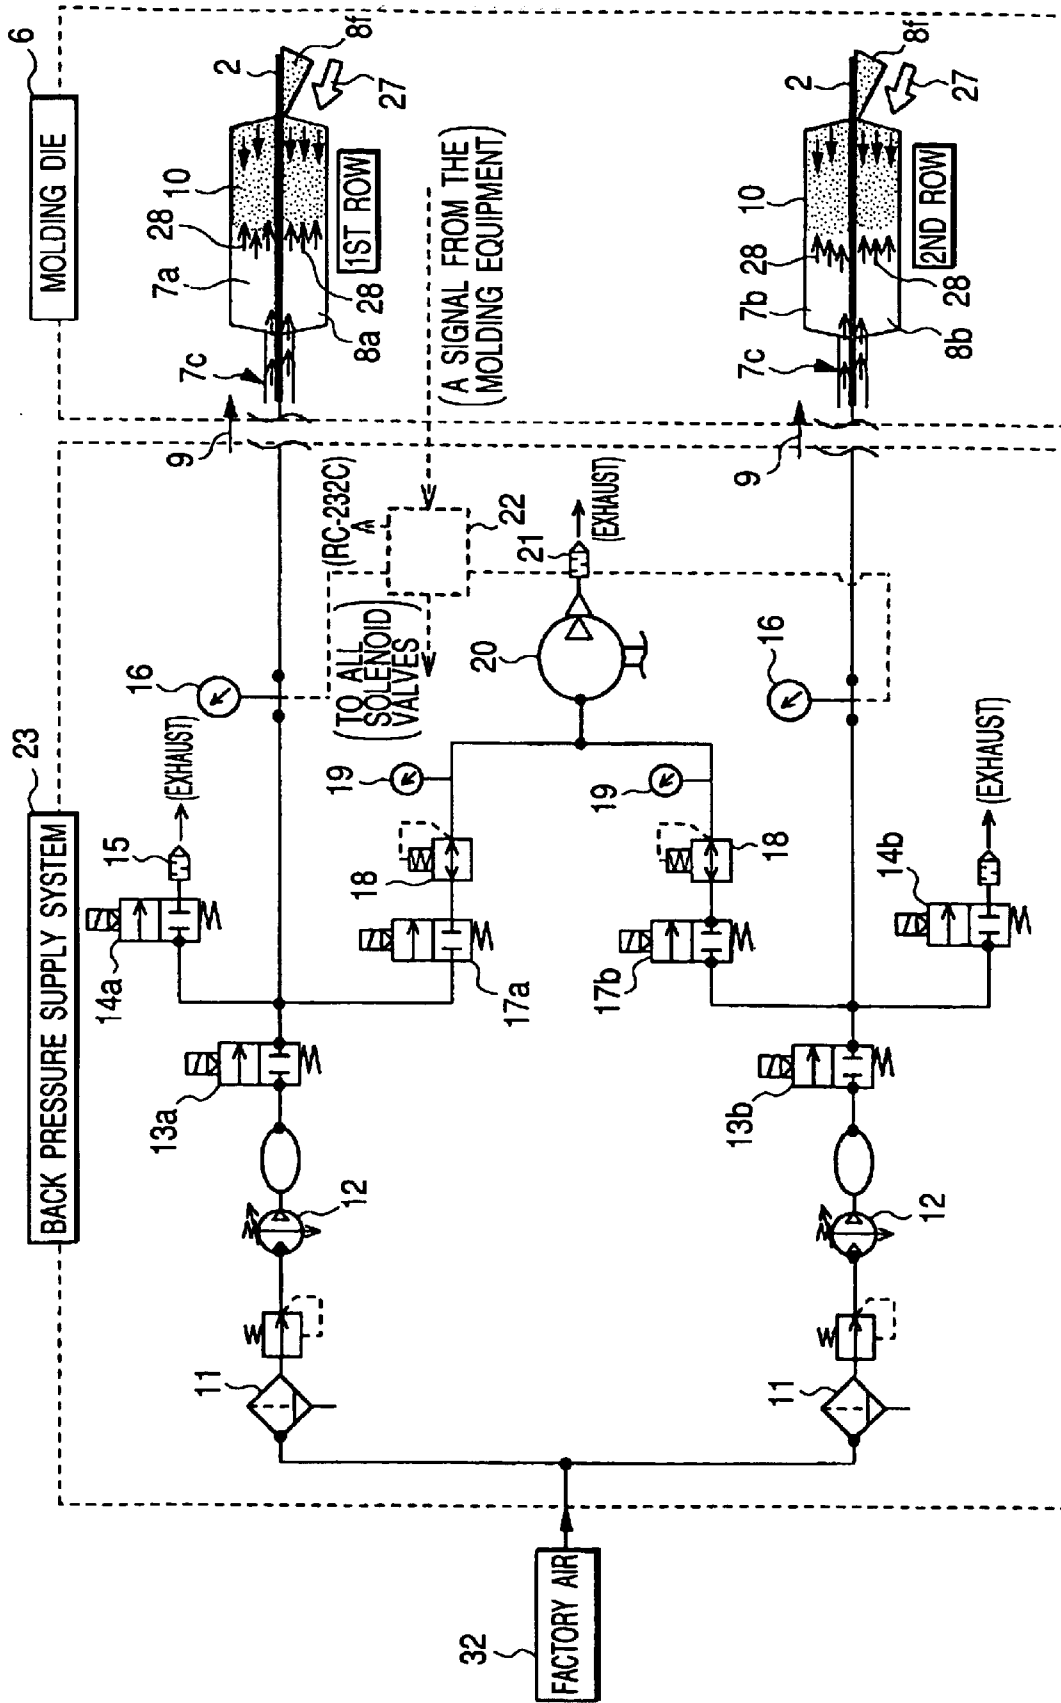 BACK PRESSURE SUPPLY SYSTEM
23
MOLDING DIE
6
14a
15
(EXHAUST)
16
9
7c
7a
28
10
2
8f
27
13a
12
11
W
8a
28
1ST ROW
17a
18
19
(TO ALL
SOLENOID
VALVES)
(RC-232C)
22
(A SIGNAL FROM THE
MOLDING EQUIPMENT)
20
21
(EXHAUST)
32
FACTORY AIR
17b
18
19
16
9
7c
7b
28
10
2
8f
27
13b
12
11
W
14b
(EXHAUST)
8b
28
2ND ROW